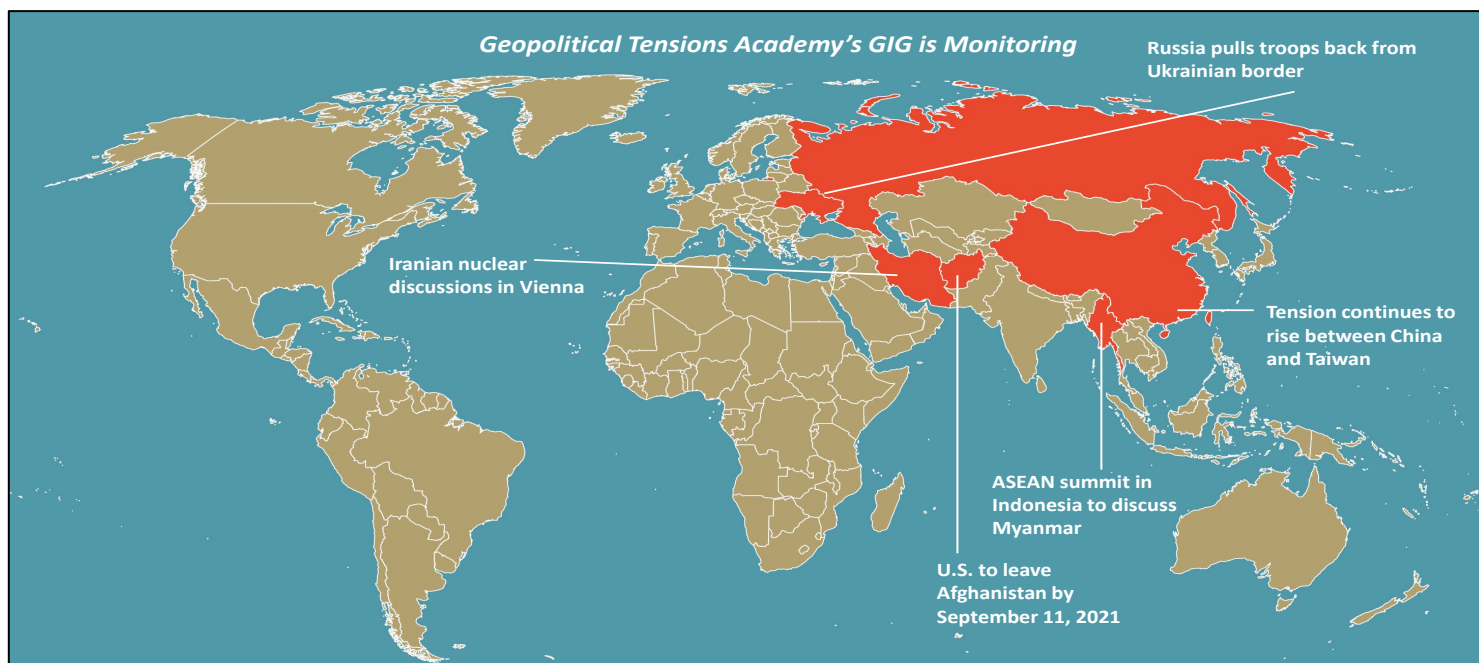 Geopolitical Tensions Academy's GIG is Monitoring
Russia pulls troops back from
Ukrainian border
Iranian nuclear
discussions in Vienna
Tension continues to
rise between China
and Taiwan
ASEAN summit in
Indonesia to discuss
Myanmar
U.S. to leave
Afghanistan by
September 11, 2021